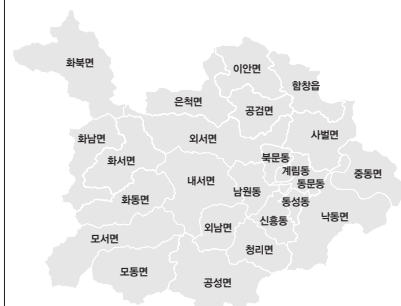 화북면
이안면
함창읍
은척면
공검면
화남면
외서면
사벌면
화서면
북문동
계림동
중동면
내서면
동문동
화동면
남원동
동성동
낙동면
모서면
외남면
신흥동
청리면
모동면
공성면